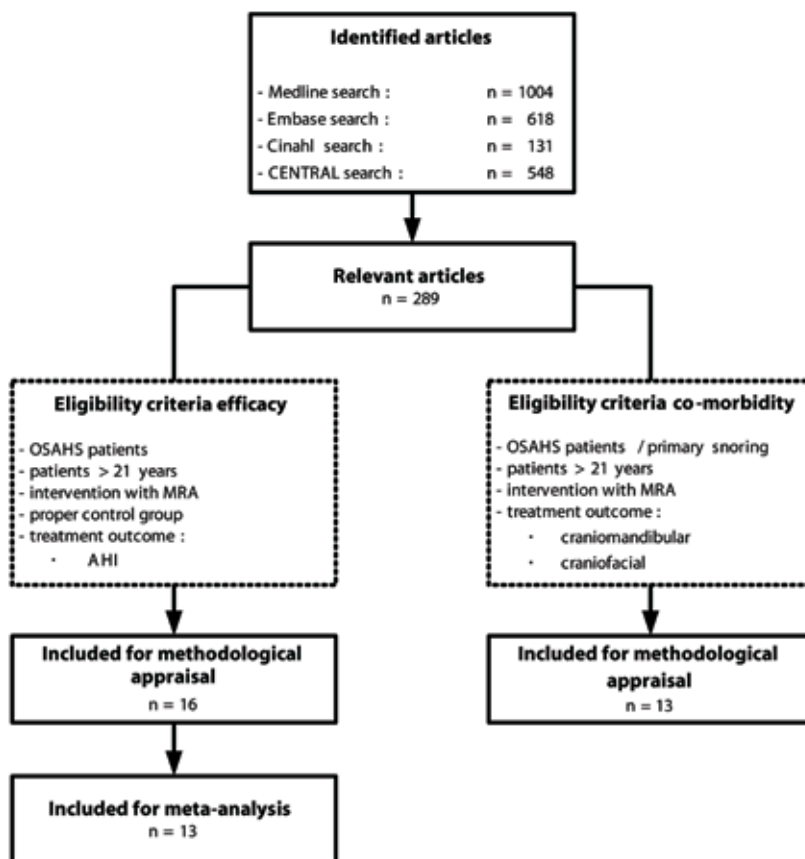 Identified articles
- Medline search : n = 1004
- Embase search : n = 618
- Cinahl search : n = 131
- CENTRAL search : n = 548
Relevant articles
n = 289
Eligibility criteria efficacy
- OSAHS patients
- patients > 21 years
- intervention with MRA
- proper control group
- treatment outcome :
· AHI
Eligibility criteria co-morbidity
- OSAHS patients / primary snoring
- patients > 21 years
- intervention with MRA
- treatment outcome :
· craniomandibular
· craniofacial
Included for methodological
appraisal
n = 16
Included for methodological
appraisal
n = 13
Included for meta-analysis
n = 13